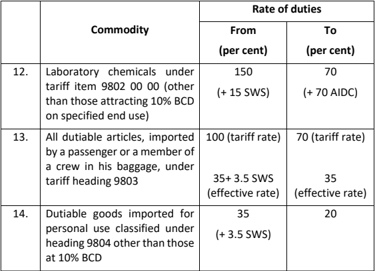 Commodity
Rate of duties
From
(per cent)
To
(per cent)
12.
Laboratory chemicals under
tariff item 9802 00 00 (other
than those attracting 10% BCD
on specified end use)
150
(+ 15 SWS)
70
(+ 70 AIDC)
13.
All dutiable articles, imported
by a passenger or a member of
a crew in his baggage, under
tariff heading 9803
100 (tariff rate)
35+ 3.5 SWS
(effective rate)
70 (tariff rate)
35
(effective rate)
14.
Dutiable goods imported for
personal use classified under
heading 9804 other than those
at 10% BCD
35
(+ 3.5 SWS)
20